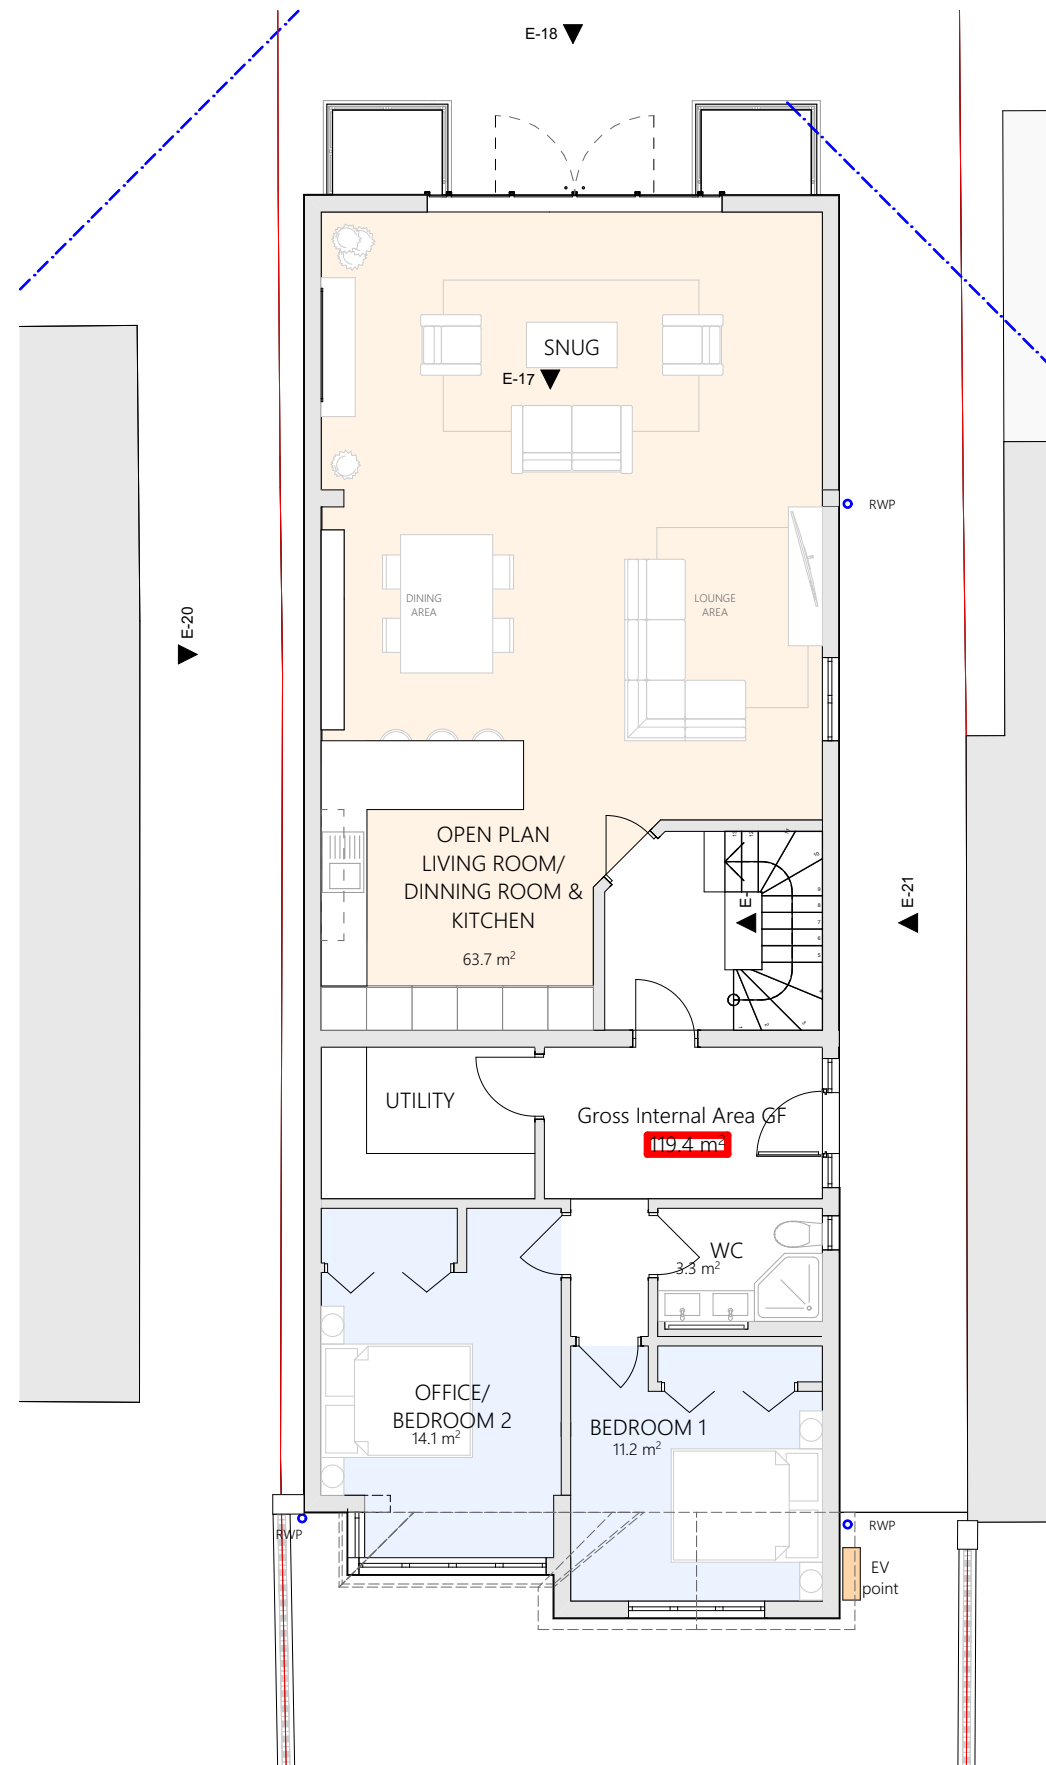 E-18
SNUG
E-17
RWP
DINING
AREA
LOUNGE
AREA
E-20
OPEN PLAN
LIVING ROOM/
DINNING ROOM &
KITCHEN
63.7 m²
E-
E-21
UTILITY
Gross Internal Area GF
119.4 m²
WC
3.3 m²
OFFICE/
BEDROOM 2
14.1 m²
BEDROOM 1
11.2 m²
RWP
RWP
EV
point